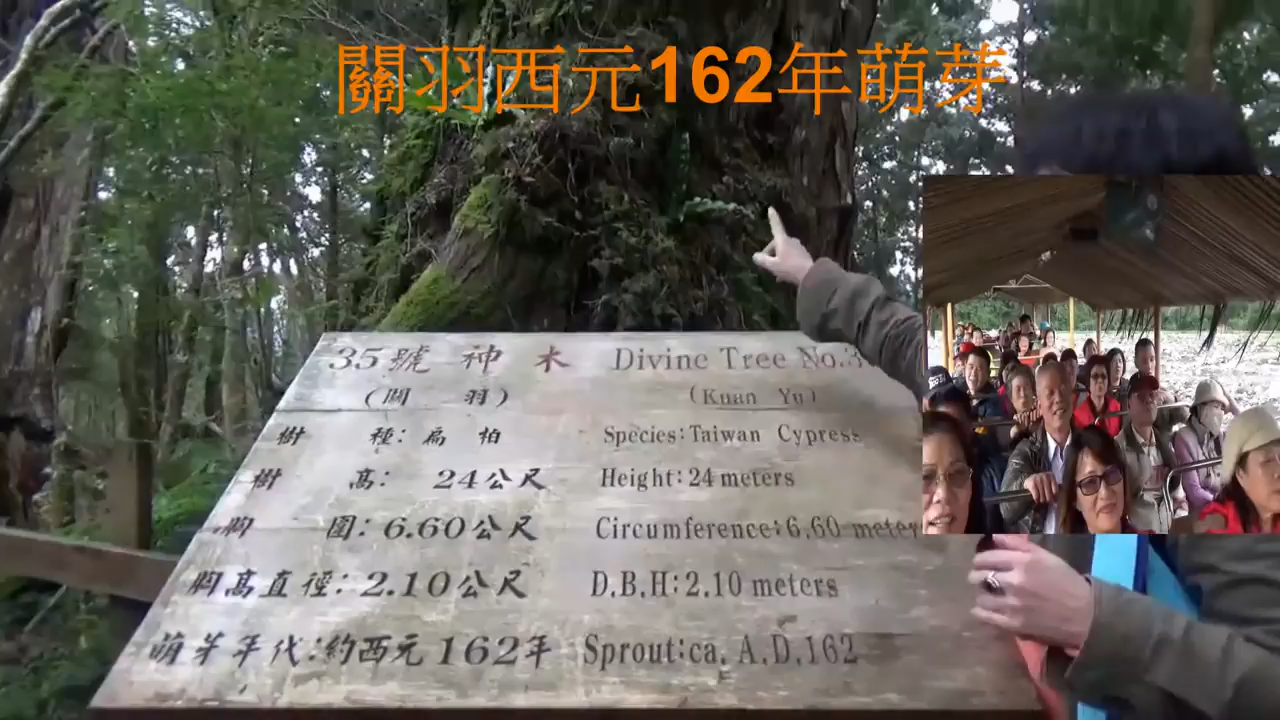 關羽西元162年萌芽
35號 神 木 Divine Tree No.3
(關 羽) (Kuan Yu)
樹 種: 扁 柏 Species: Taiwan Cypress
樹 高: 24公尺 Height: 24 meters
胸 圍: 6.60公尺 Circumference: 6.60 meter
胸高直徑: 2.10公尺 D.B.H: 2.10 meters
萌芽年代:約西元162年 Sprout: ca. A.D.162